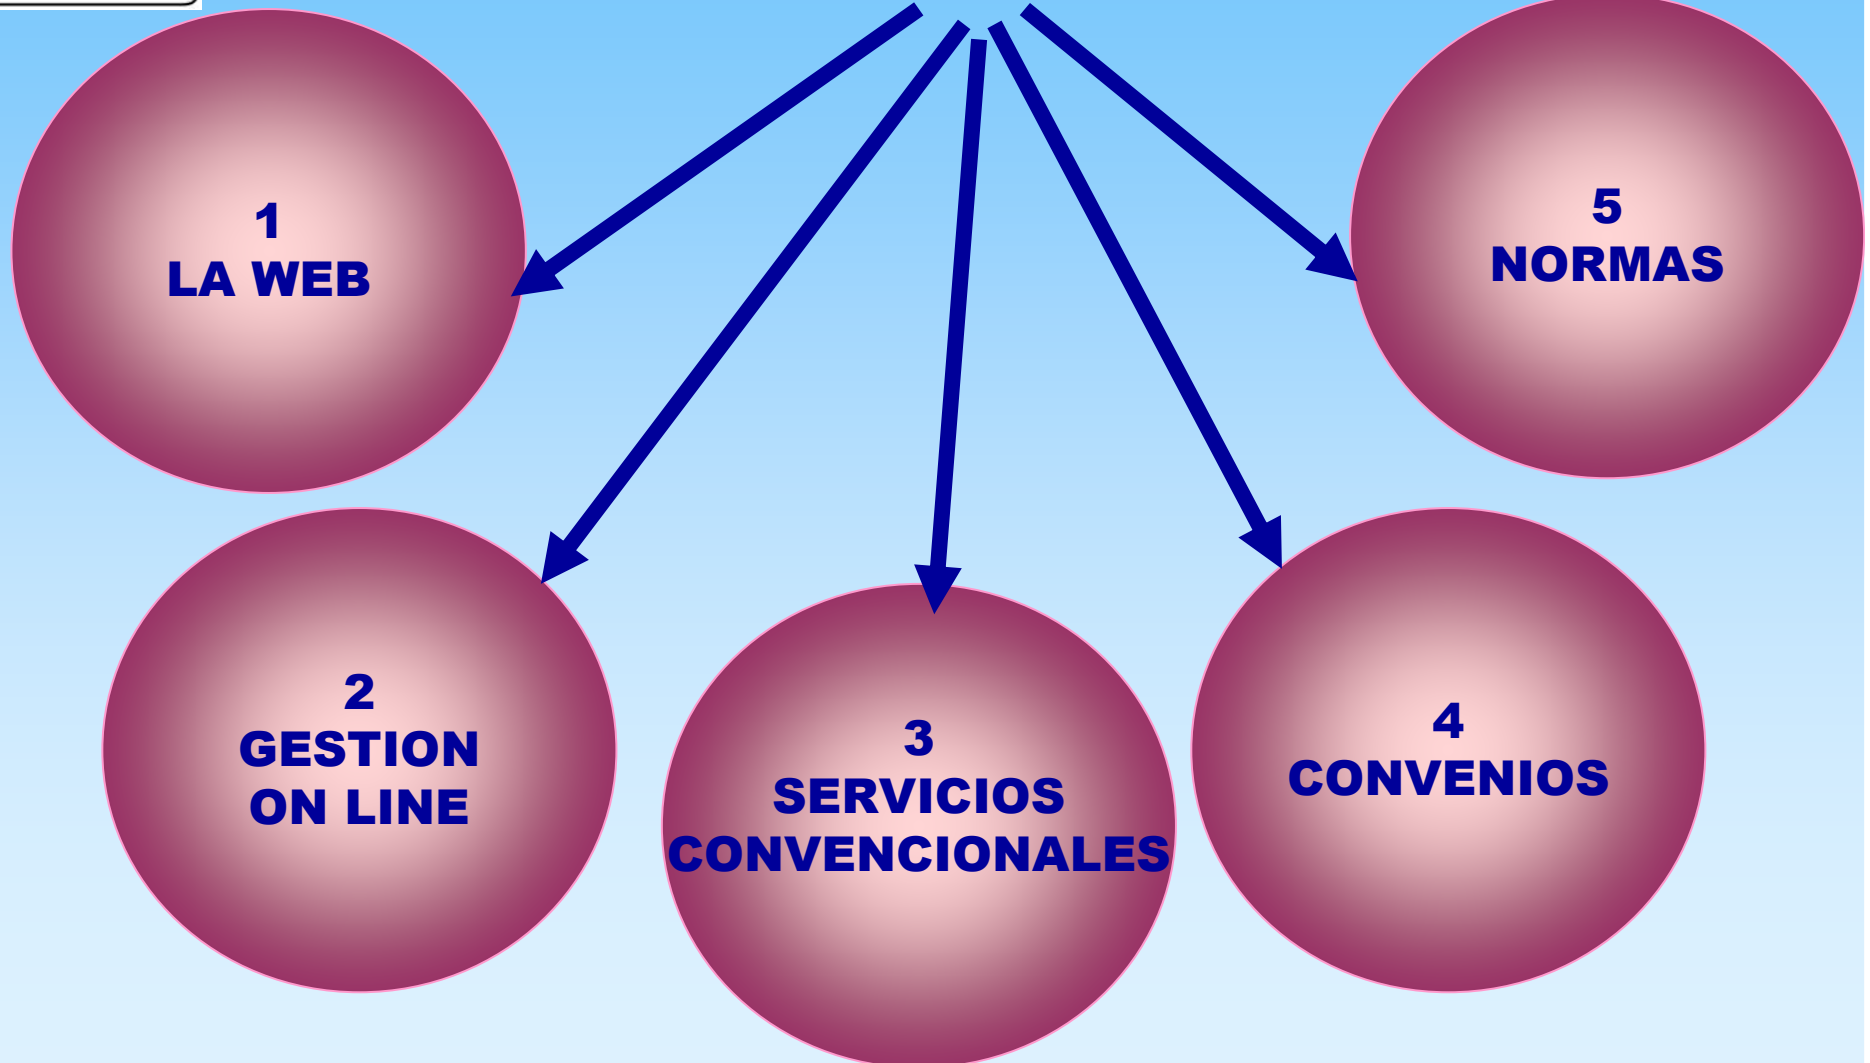 1
LA WEB
2
GESTION
ON LINE
3
SERVICIOS
CONVENCIONALES
4
CONVENIOS
5
NORMAS